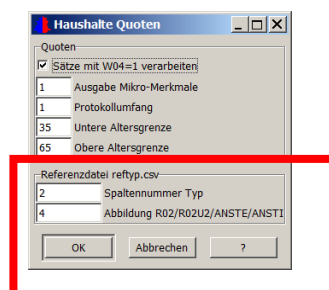 Haushalte Quoten
Quoten
Sätze mit W04=1 verarbeiten
1 Ausgabe Mikro-Merkmale
1 Protokollumfang
35 Untere Altersgrenze
65 Obere Altersgrenze
Referenzdatei reftyp.csv
2 Spaltennummer Typ
4 Abbildung R02/R02U2/ANSTE/ANSTI
OK Abbrechen ?